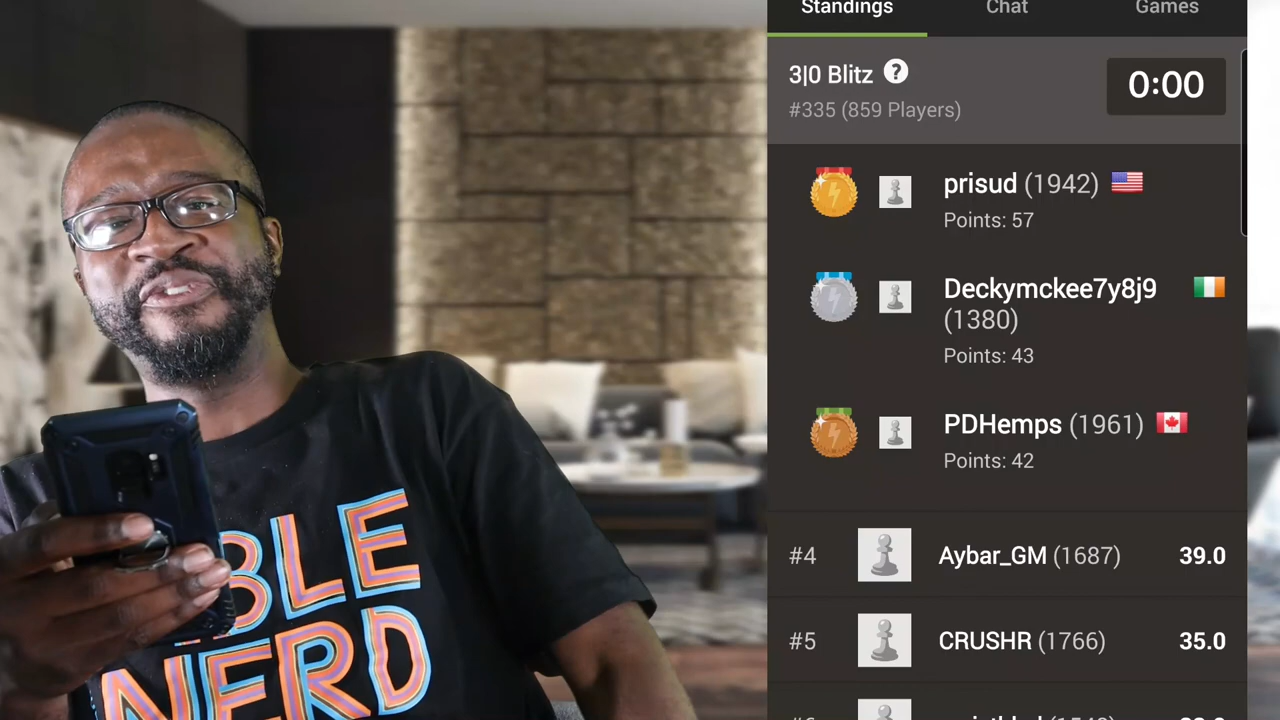 Standings Chat Games
3|0 Blitz ?
0:00
#335 (859 Players)
prisud (1942)
Points: 57
Deckymckee7y8j9
(1380)
Points: 43
PDHemps (1961)
Points: 42
#4 Aybar_GM (1687) 39.0
#5 CRUSHR (1766) 35.0
BLE
NERD